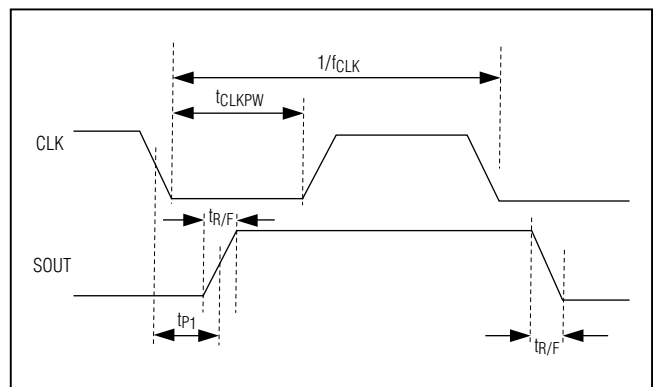 1/fCLK
tCLKPW
CLK
tR/F
SOUT
tP1
tR/F